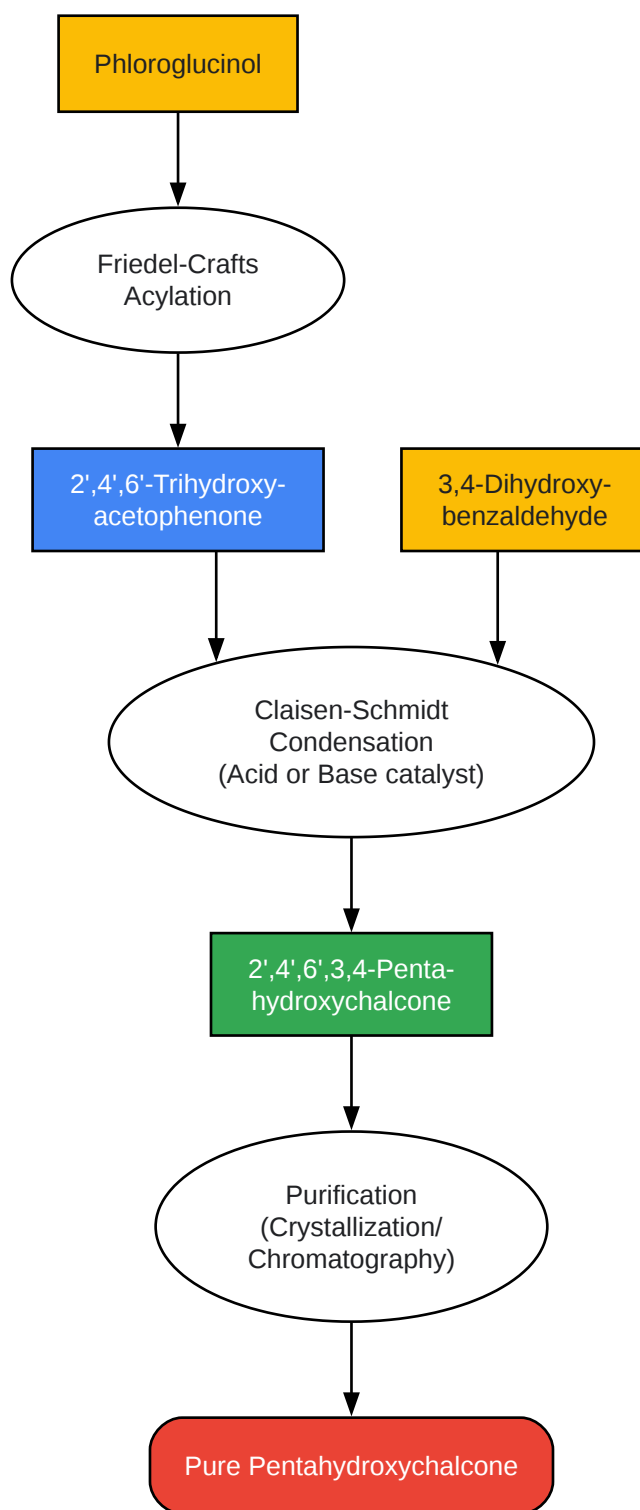 Phloroglucinol
Friedel-Crafts
Acylation
2',4',6'-Trihydroxy-
acetophenone
3,4-Dihydroxy-
benzaldehyde
Claisen-Schmidt
Condensation
(Acid or Base catalyst)
2',4',6',3,4-Penta-
hydroxychalcone
Purification
(Crystallization/
Chromatography)
Pure Pentahydroxychalcone